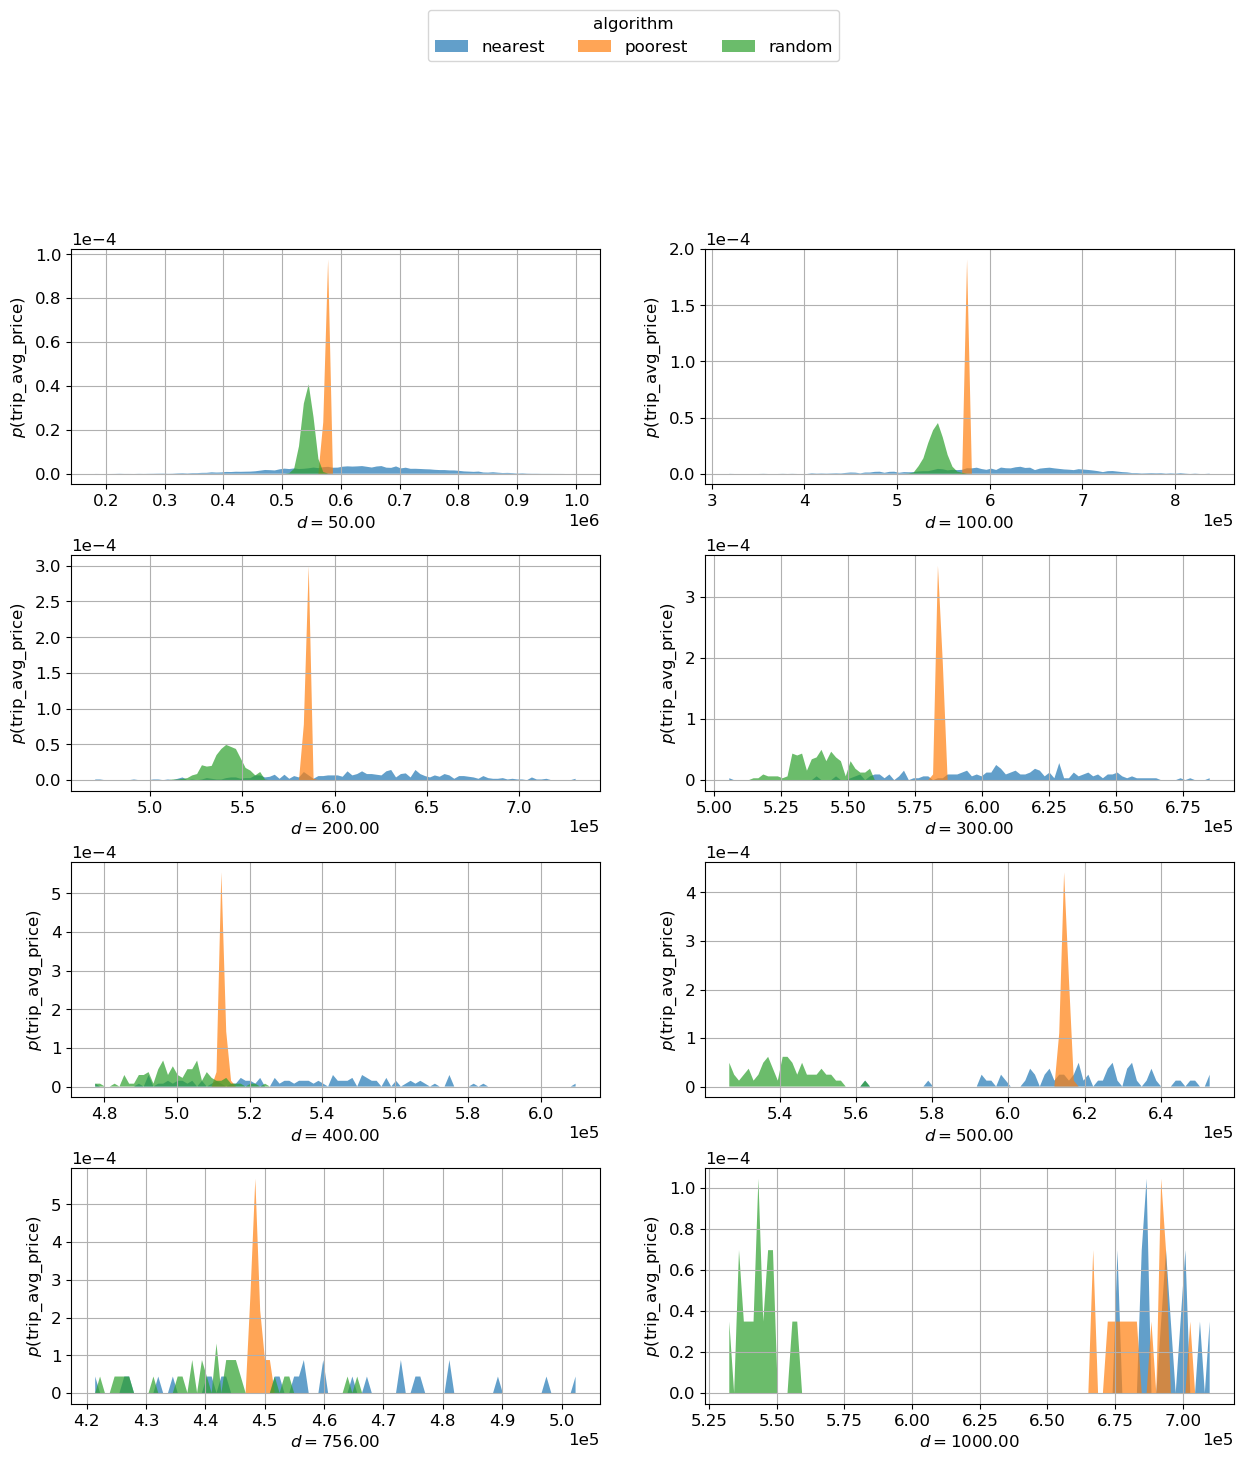 algorithm
nearest poorest random
1e−4 1e−4
p(trip_avg_price) 1.0 0.8 0.6 0.4 0.2 0.0
0.2 0.3 0.4 0.5 0.6 0.7 0.8 0.9 1.0
d = 50.00 1e6
p(trip_avg_price) 2.0 1.5 1.0 0.5 0.0
3 4 5 6 7 8
d = 100.00 1e5
1e−4 1e−4
p(trip_avg_price) 3.0 2.5 2.0 1.5 1.0 0.5 0.0
5.0 5.5 6.0 6.5 7.0
d = 200.00 1e5
p(trip_avg_price) 3 2 1 0
5.00 5.25 5.50 5.75 6.00 6.25 6.50 6.75
d = 300.00 1e5
1e−4 1e−4
p(trip_avg_price) 5 4 3 2 1 0
4.8 5.0 5.2 5.4 5.6 5.8 6.0
d = 400.00 1e5
p(trip_avg_price) 4 3 2 1 0
5.4 5.6 5.8 6.0 6.2 6.4
d = 500.00 1e5
1e−4 1e−4
p(trip_avg_price) 5 4 3 2 1 0
4.2 4.3 4.4 4.5 4.6 4.7 4.8 4.9 5.0
d = 756.00 1e5
p(trip_avg_price) 1.0 0.8 0.6 0.4 0.2 0.0
5.25 5.50 5.75 6.00 6.25 6.50 6.75 7.00
d = 1000.00 1e5